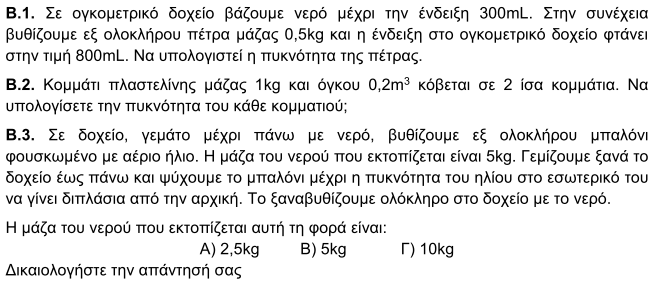 Β.1. Σε ογκομετρικό δοχείο βάζουμε νερό μέχρι την ένδειξη 300mL. Στην συνέχεια
βυθίζουμε εξ ολοκλήρου πέτρα μάζας 0,5kg και η ένδειξη στο ογκομετρικό δοχείο φτάνει
στην τιμή 800mL. Να υπολογιστεί η πυκνότητα της πέτρας.
Β.2. Κομμάτι πλαστελίνης μάζας 1kg και όγκου 0,2m³ κόβεται σε 2 ίσα κομμάτια. Να
υπολογίσετε την πυκνότητα του κάθε κομματιού;
Β.3. Σε δοχείο, γεμάτο μέχρι πάνω με νερό, βυθίζουμε εξ ολοκλήρου μπαλόνι
φουσκωμένο με αέριο ήλιο. Η μάζα του νερού που εκτοπίζεται είναι 5kg. Γεμίζουμε ξανά το
δοχείο έως πάνω και ψύχουμε το μπαλόνι μέχρι η πυκνότητα του ηλίου στο εσωτερικό του
να γίνει διπλάσια από την αρχική. Το ξαναβυθίζουμε ολόκληρο στο δοχείο με το νερό.
Η μάζα του νερού που εκτοπίζεται αυτή τη φορά είναι:
Α) 2,5kg Β) 5kg Γ) 10kg
Δικαιολογήστε την απάντησή σας